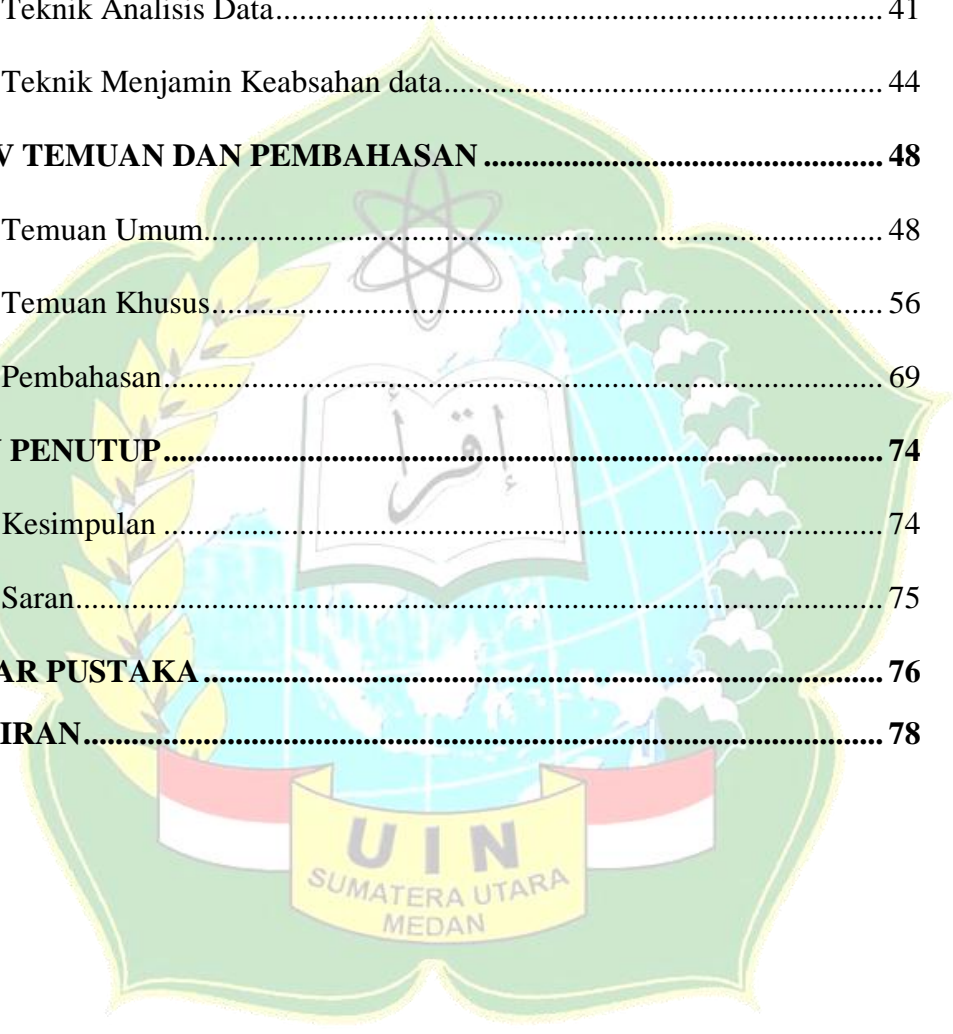 Teknik Analisis Data........................................................................... 41
Teknik Menjamin Keabsahan data...................................................... 44
V TEMUAN DAN PEMBAHASAN ................................................. 48
Temuan Umum.................................................................................... 48
Temuan Khusus................................................................................... 56
Pembahasan......................................................................................... 69
PENUTUP......................................................................................... 74
Kesimpulan ......................................................................................... 74
Saran.................................................................................................... 75
AR PUSTAKA .................................................................................... 76
IRAN................................................................................................... 78
إقرأ
UIN
SUMATERA UTARA
MEDAN